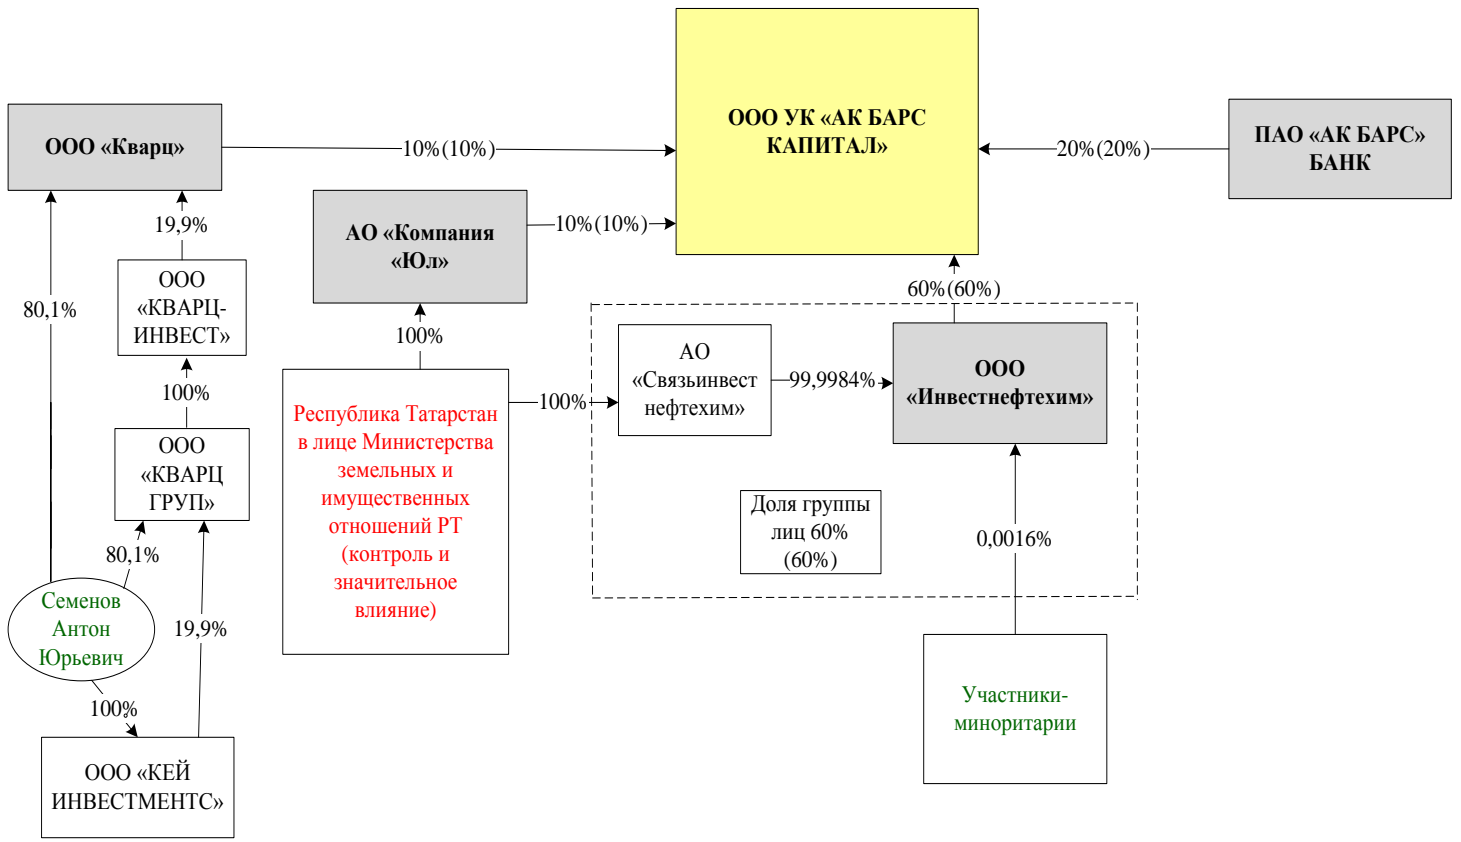 ООО УК «АК БАРС
КАПИТАЛ»
ООО «Кварц»
10%(10%)
20%(20%)
ПАО «АК БАРС»
БАНК
АО «Компания
«Юл»
10%(10%)
19,9%
80,1%
ООО
«КВАРЦ-
ИНВЕСТ»
60%(60%)
100%
АО
«Связьинвест
нефтехим»
99,9984%
ООО
«Инвестнефтехим»
100%
100%
Республика Татарстан
в лице Министерства
земельных и
имущественных
отношений РТ
(контроль и
значительное
влияние)
ООО
«КВАРЦ
ГРУП»
Доля группы
лиц 60%
(60%)
0,0016%
80,1%
Семенов
Антон
Юрьевич
19,9%
100%
Участники-
миноритарии
ООО «КЕЙ
ИНВЕСТМЕНТС»